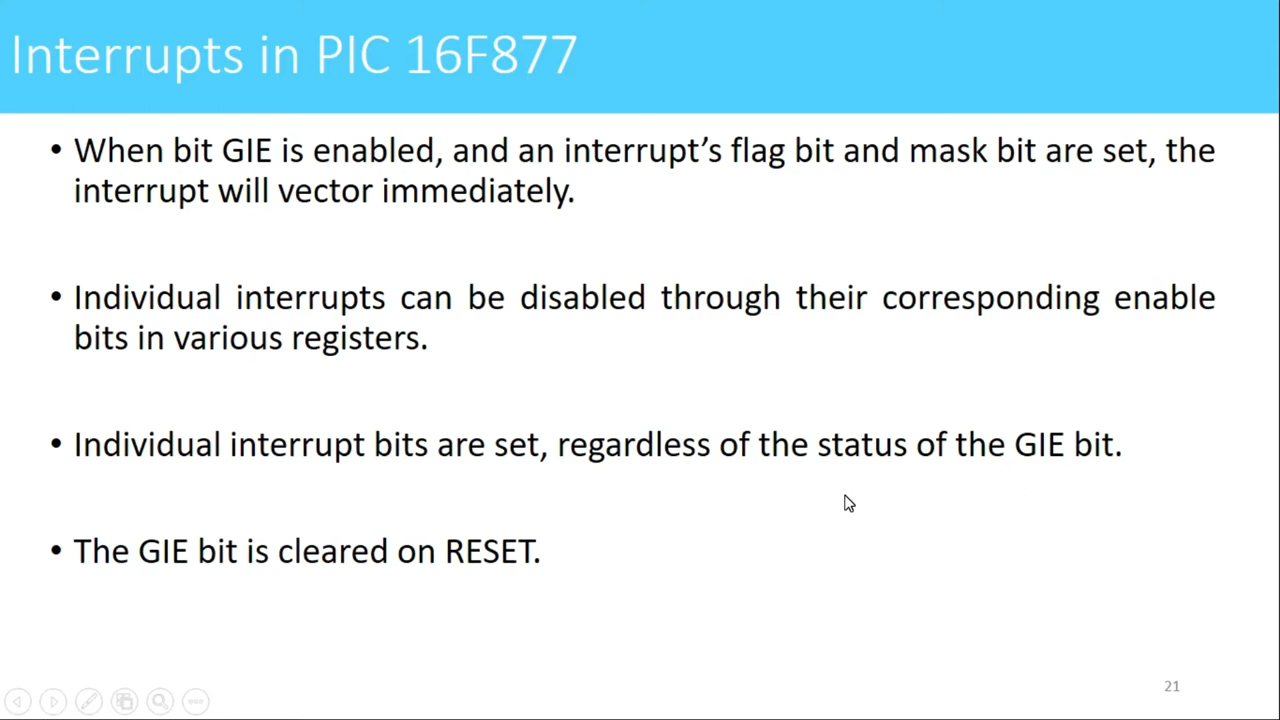 Interrupts in PIC 16F877
• When bit GIE is enabled, and an interrupt’s flag bit and mask bit are set, the
interrupt will vector immediately.
• Individual interrupts can be disabled through their corresponding enable
bits in various registers.
• Individual interrupt bits are set, regardless of the status of the GIE bit.
• The GIE bit is cleared on RESET.
21